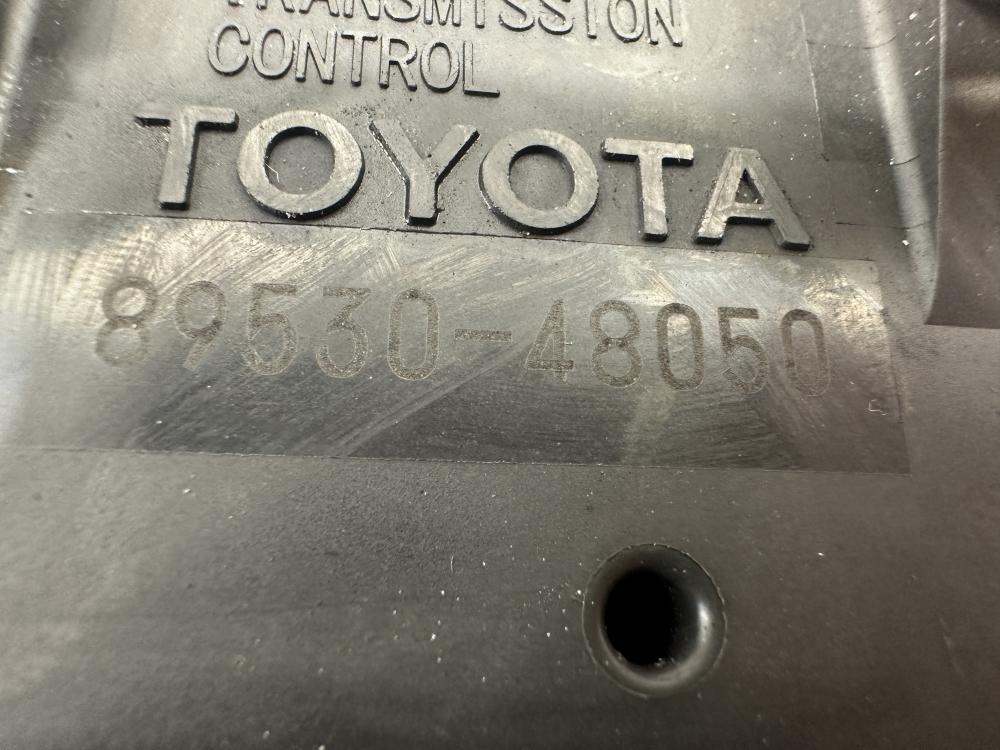 TRANSMISSION
CONTROL
TOYOTA
89530-48050